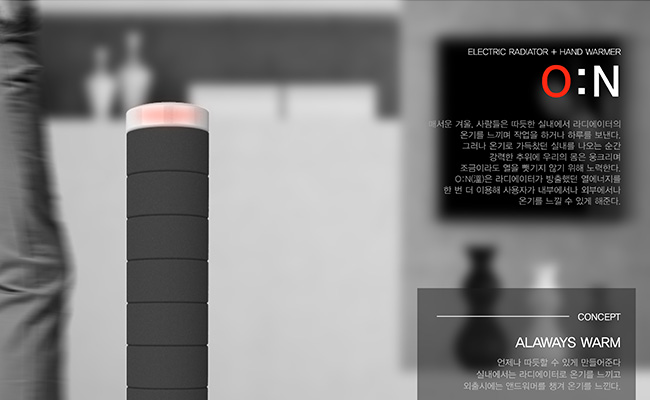 ELECTRIC RADIATOR + HAND WARMER
O:N
매서운 겨울, 사람들은 따듯한 실내에서 라디에이터의
온기를 느끼며 작업을 하거나 하루를 보낸다.
그러나 온기로 가득찼던 실내를 나오는 순간
강력한 추위에 우리의 몸은 웅크리며
조금이라도 열을 뺏기지 않기 위해 노력한다.
O:N(溫)은 라디에이터가 방출했던 열에너지를
한 번 더 이용해 사용자가 내부에서나 외부에서나
온기를 느낄 수 있게 해준다.
CONCEPT
ALAWAYS WARM
언제나 따듯할 수 있게 만들어준다
실내에서는 라디에이터로 온기를 느끼고
외출시에는 핸드워머를 챙겨 온기를 느낀다.